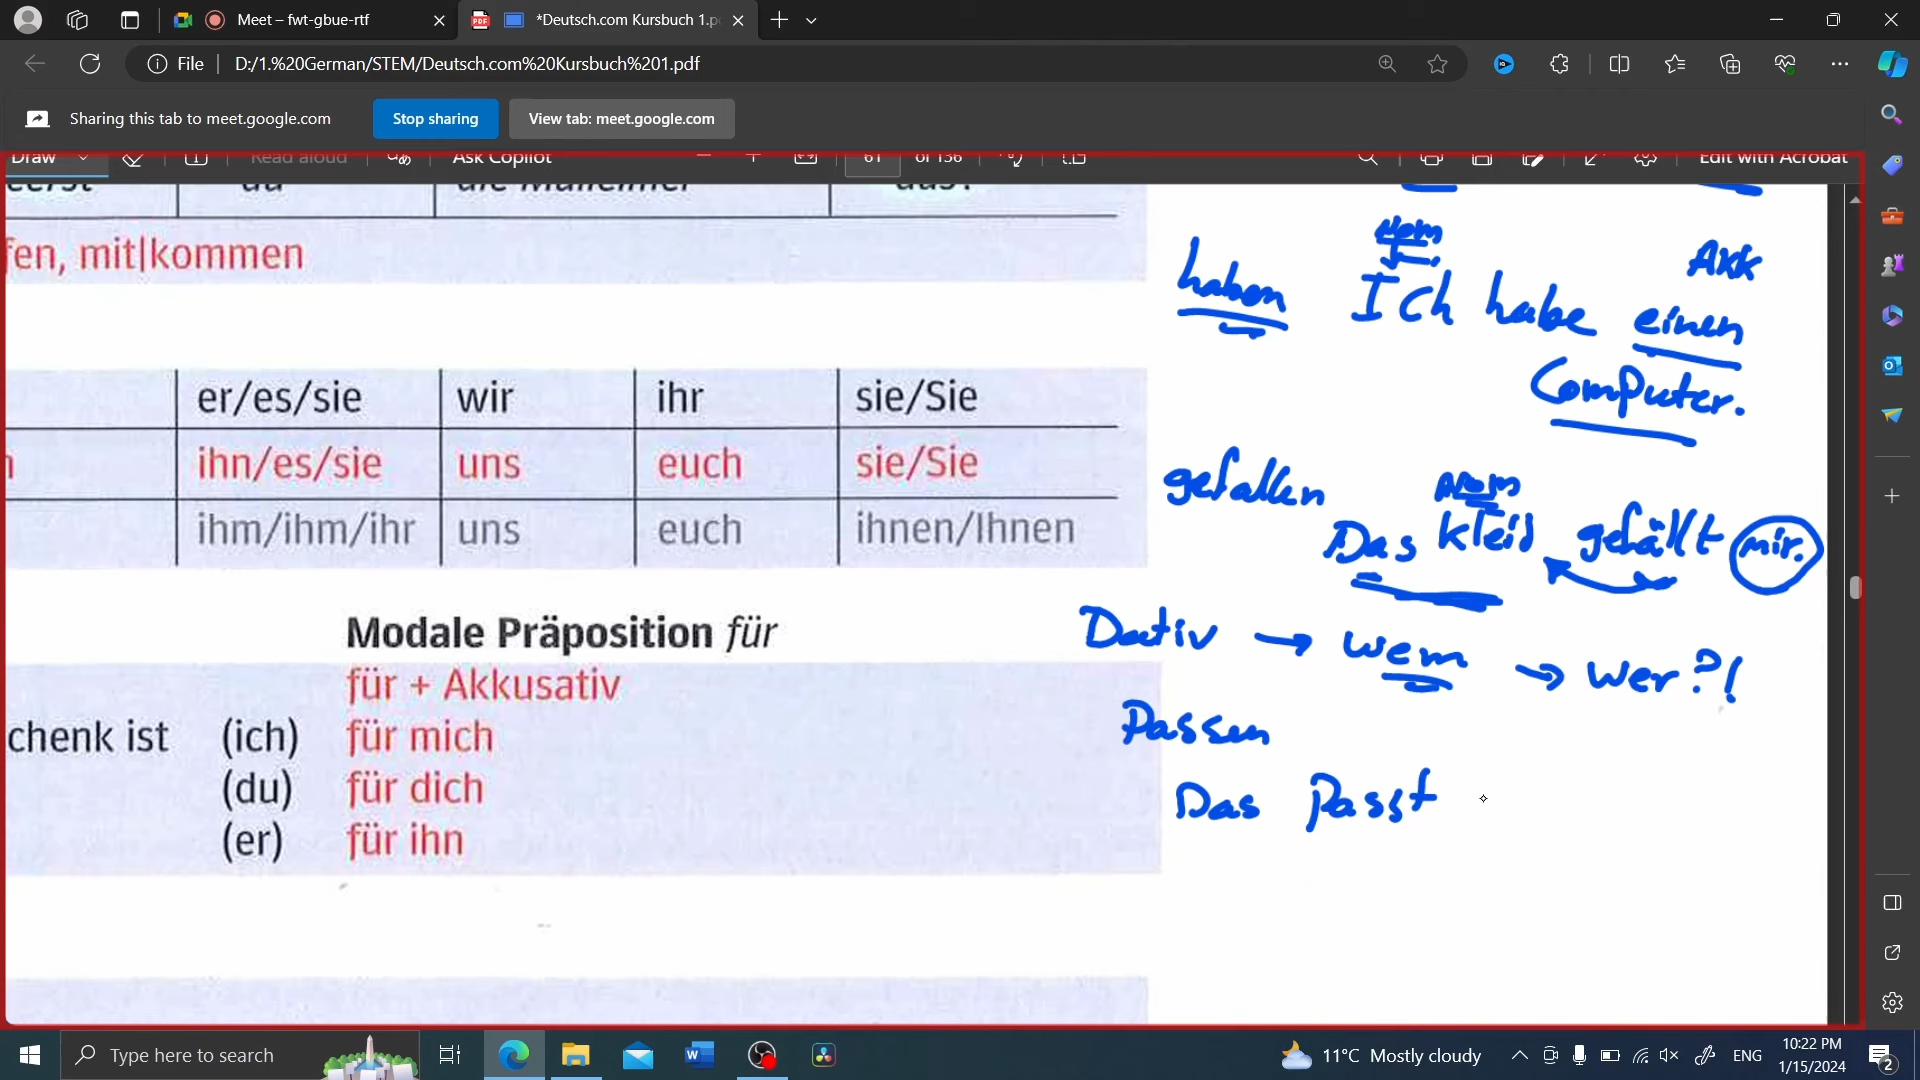 Meet – fwt-gbue-rtf
*Deutsch.com Kursbuch 1.p
File
D:/1.%20German/STEM/Deutsch.com%20Kursbuch%201.pdf
Sharing this tab to meet.google.com
Stop sharing
View tab: meet.google.com
Draw
Read aloud
Ask Copilot
61
of 136
Edit with Acrobat
du
die Mülleimer
aus?
fen, mit|kommen
er/es/sie wir ihr sie/Sie
ihn/es/sie uns euch sie/Sie
ihm/ihm/ihr uns euch ihnen/Ihnen
Modale Präposition für
für + Akkusativ
chenk ist (ich) für mich
(du) für dich
(er) für ihn
Nom
AKK
haben Ich habe einen
Computer.
gefallen
Nom
Das kleid gefällt mir.
Dativ → wem → wer?!
Passen
Das Passt
Type here to search
11°C Mostly cloudy
ENG
10:22 PM
1/15/2024
2